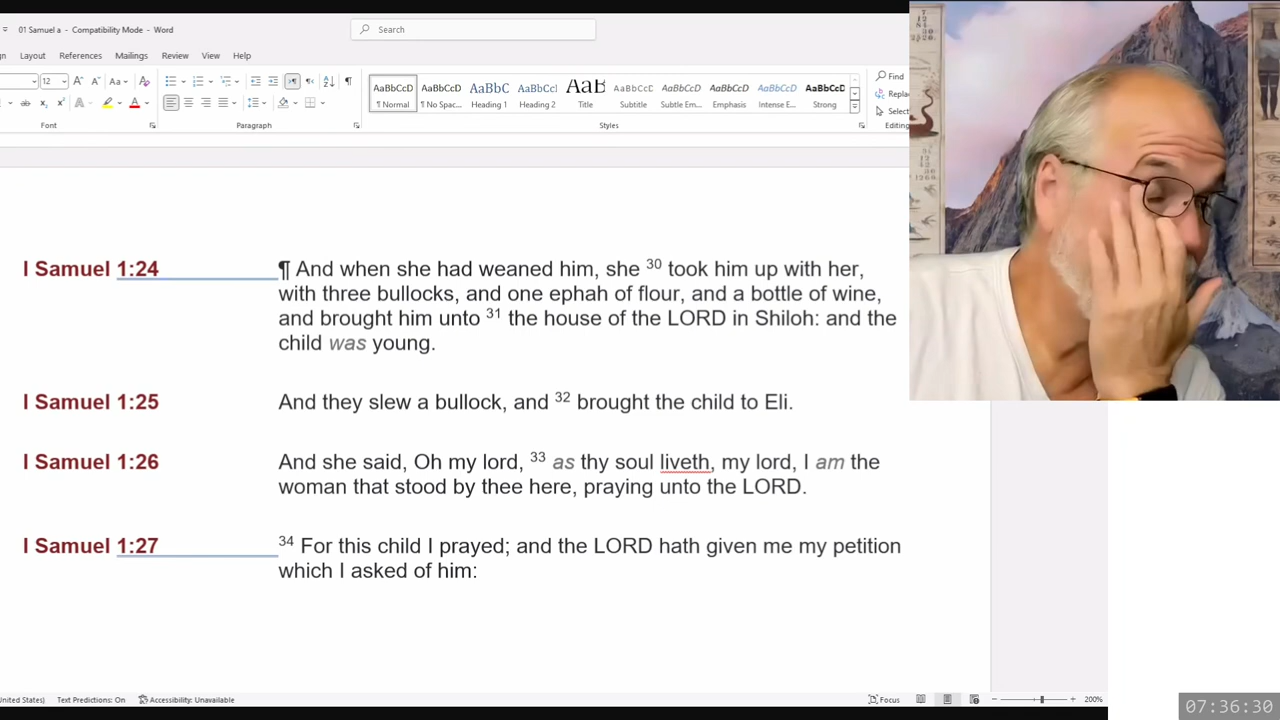 01 Samuel a - Compatibility Mode - Word
Search
Layout References Mailings Review View Help
12
Aa
AaBbCcD AaBbCcD AaBbC AaBbCcl AaB AaBbCcD AaBbCcD AaBbCcD AaBbCcD AaBbCcD
¶ Normal ¶ No Spac... Heading 1 Heading 2 Title Subtitle Subtle Em... Emphasis Intense E... Strong
Find
Repla
Select
Font Paragraph Styles Editing
I Samuel 1:24 ¶ And when she had weaned him, she 30 took him up with her,
with three bullocks, and one ephah of flour, and a bottle of wine,
and brought him unto 31 the house of the LORD in Shiloh: and the
child was young.
I Samuel 1:25 And they slew a bullock, and 32 brought the child to Eli.
I Samuel 1:26 And she said, Oh my lord, 33 as thy soul liveth, my lord, I am the
woman that stood by thee here, praying unto the LORD.
I Samuel 1:27 34 For this child I prayed; and the LORD hath given me my petition
which I asked of him:
United States) Text Predictions: On Accessibility: Unavailable Focus 200%
07:36:30